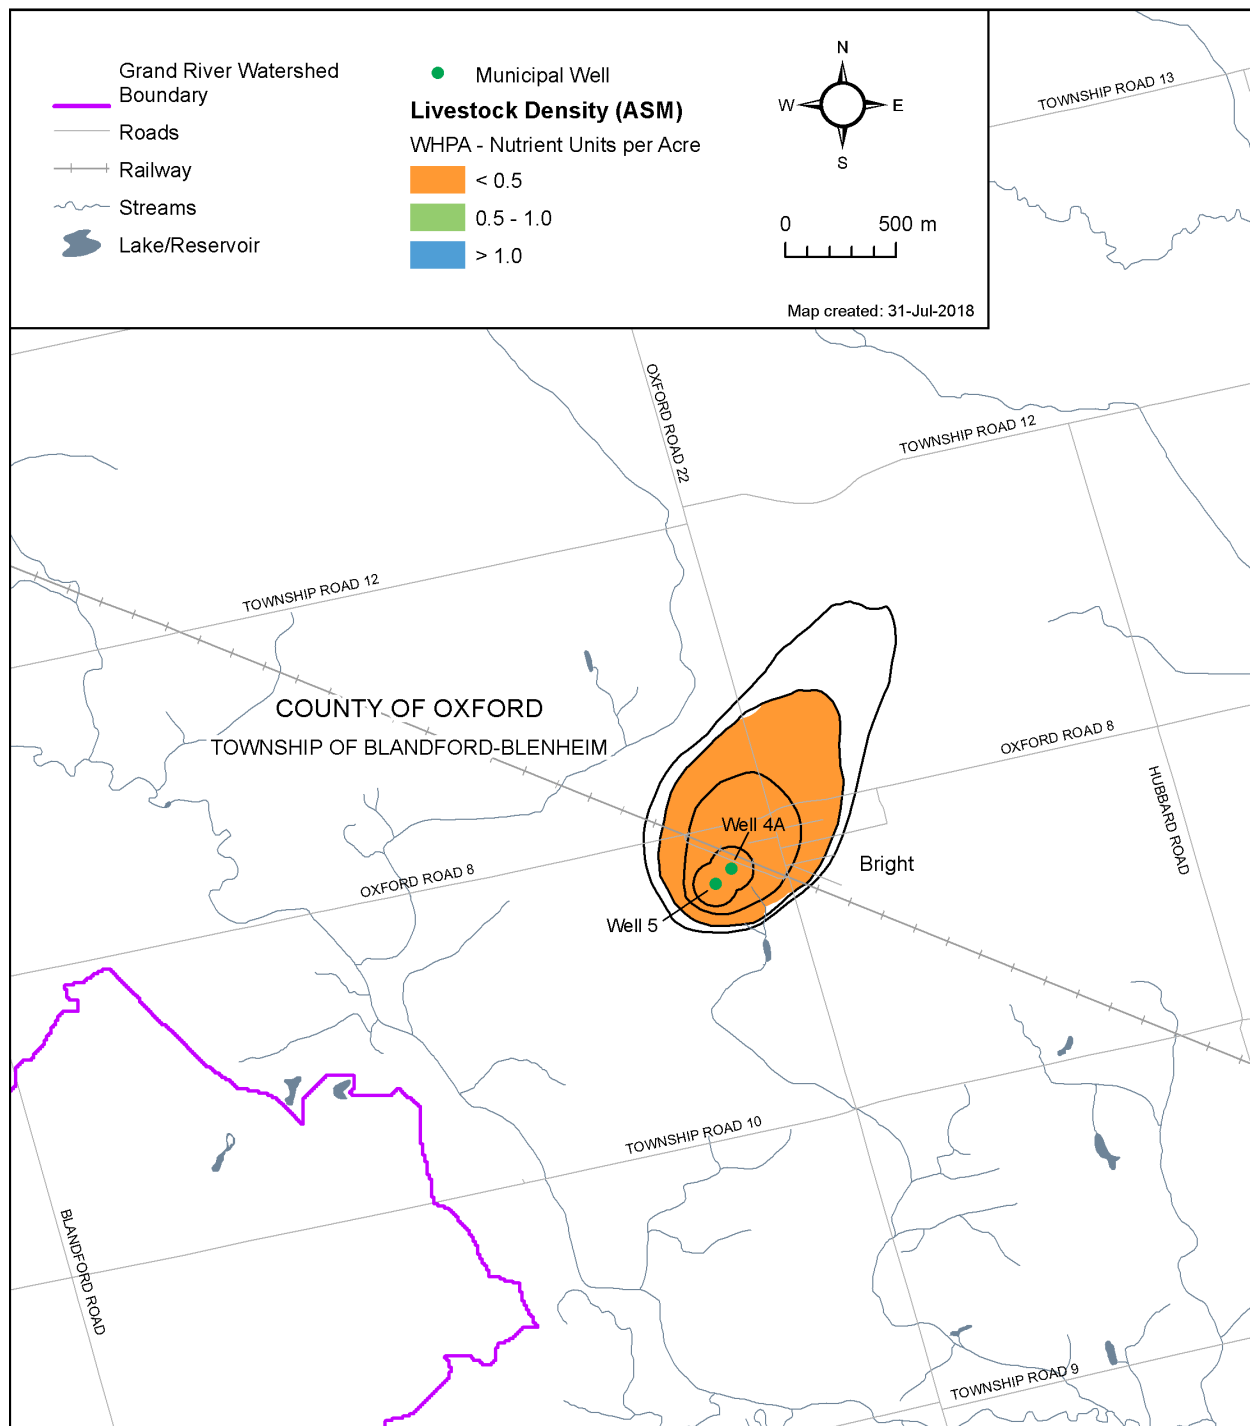 Grand River Watershed
Boundary
Roads
Railway
Streams
Lake/Reservoir
Municipal Well
Livestock Density (ASM)
WHPA - Nutrient Units per Acre
< 0.5
0.5 - 1.0
> 1.0
N
W
E
S
0
500 m
Map created: 31-Jul-2018
TOWNSHIP ROAD 13
OXFORD ROAD 22
TOWNSHIP ROAD 12
TOWNSHIP ROAD 12
COUNTY OF OXFORD
TOWNSHIP OF BLANDFORD-BLENHEIM
OXFORD ROAD 8
HUBBARD ROAD
Well 4A
Bright
OXFORD ROAD 8
Well 5
TOWNSHIP ROAD 10
BLANDFORD ROAD
TOWNSHIP ROAD 9